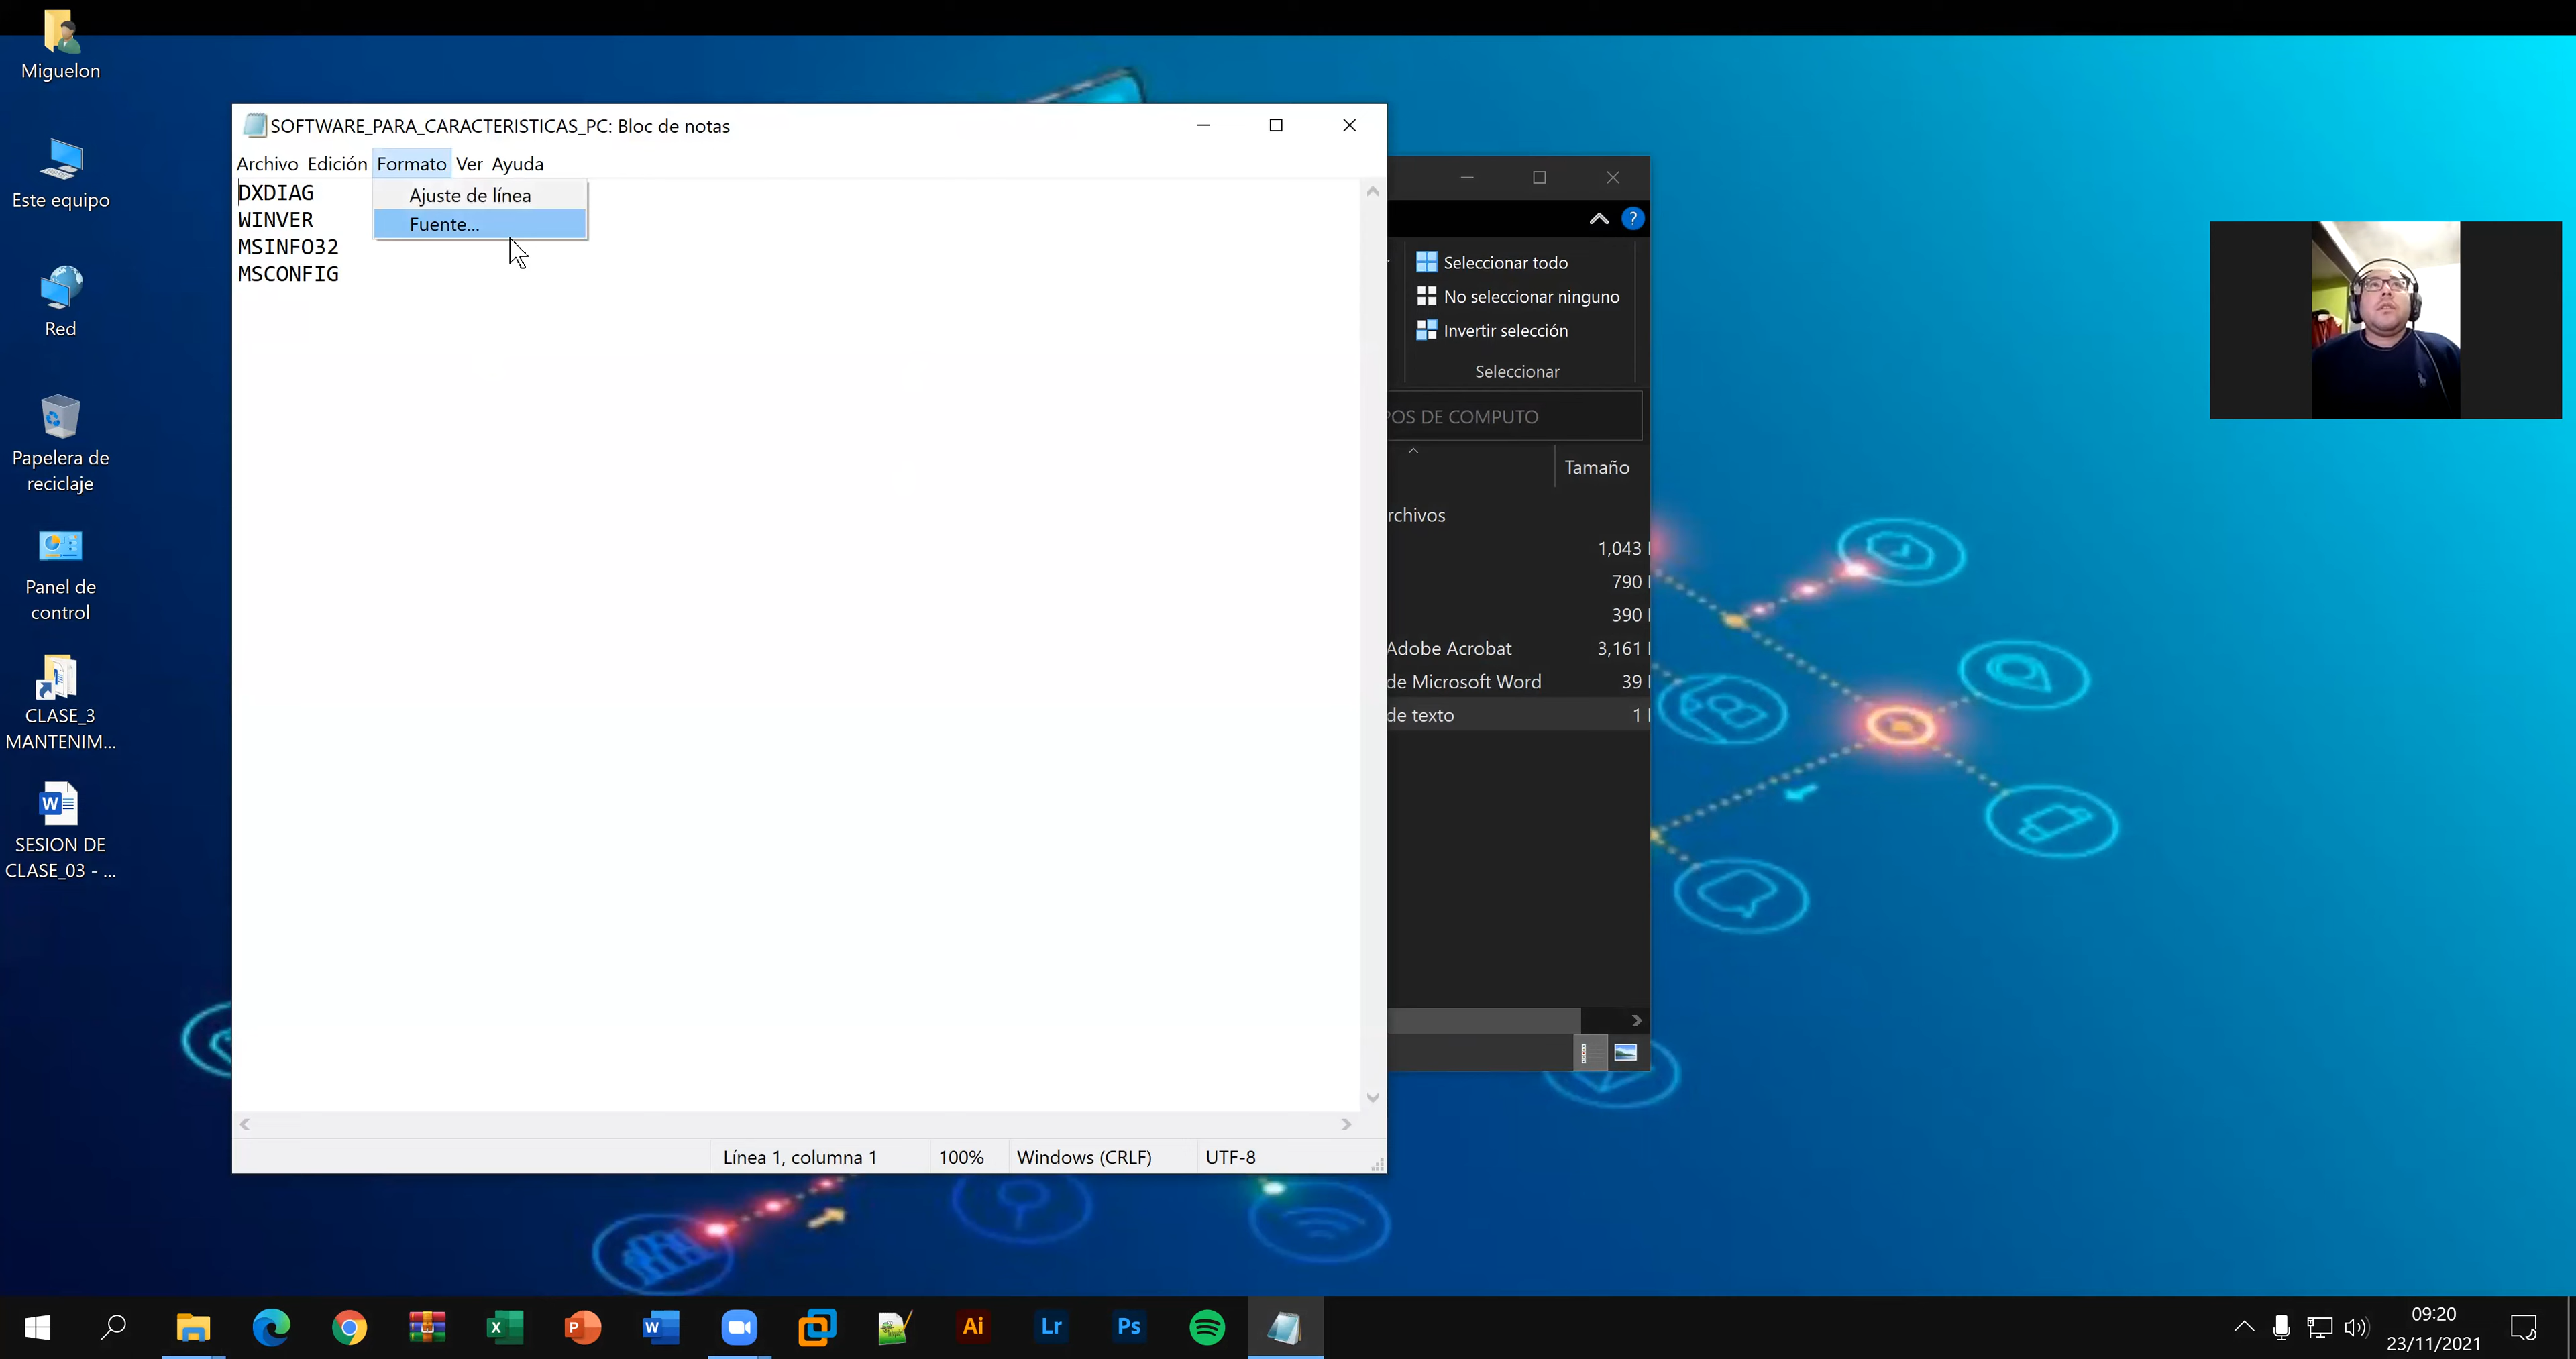 Miguelon
Este equipo
Red
Papelera de
reciclaje
Panel de
control
CLASE_3
MANTENIM...
SESION DE
CLASE_03 - ...
SOFTWARE_PARA_CARACTERISTICAS_PC: Bloc de notas
Archivo Edición Formato Ver Ayuda
Ajuste de línea
Fuente...
DXDIAG
WINVER
MSINFO32
MSCONFIG
Línea 1, columna 1
100%
Windows (CRLF)
UTF-8
?
Seleccionar todo
No seleccionar ninguno
Invertir selección
Seleccionar
POS DE COMPUTO
Tamaño
rchivos
1,043
790
390
Adobe Acrobat 3,161
de Microsoft Word 39
de texto 1
X
P
W
Ai
Lr
Ps
09:20
23/11/2021